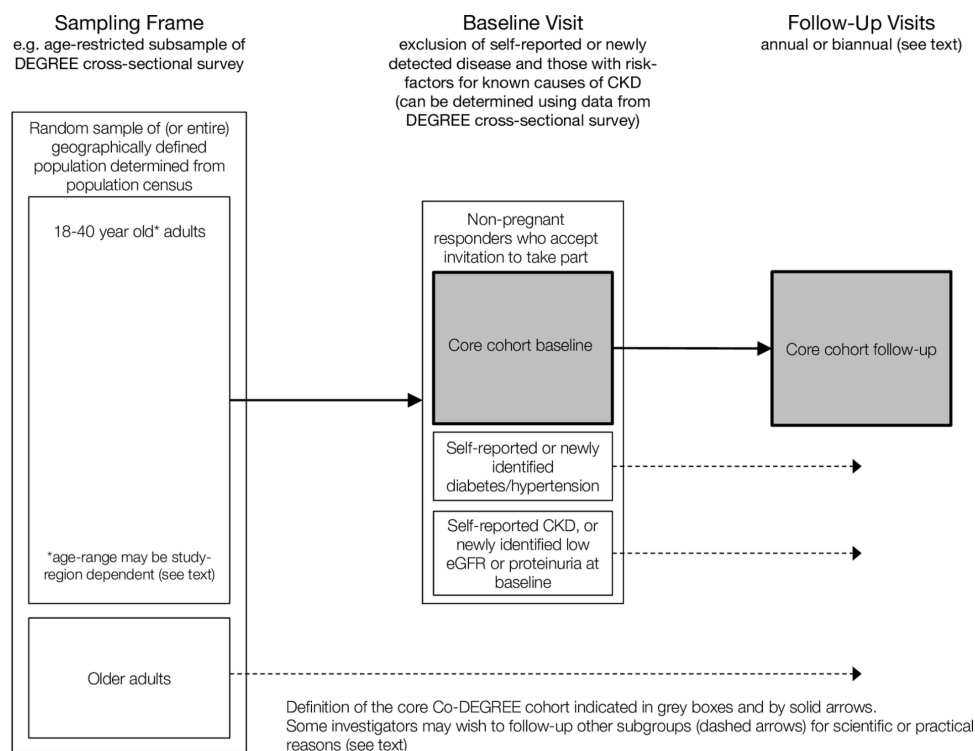 Sampling Frame
e.g. age-restricted subsample of
DEGREE cross-sectional survey
Baseline Visit
exclusion of self-reported or newly
detected disease and those with risk-
factors for known causes of CKD
(can be determined using data from
DEGREE cross-sectional survey)
Follow-Up Visits
annual or biannual (see text)
Random sample of (or entire)
geographically defined
population determined from
population census
18-40 year old* adults
*age-range may be study-
region dependent (see text)
Older adults
Non-pregnant
responders who accept
invitation to take part
Core cohort baseline
Self-reported or newly
identified
diabetes/hypertension
Self-reported CKD, or
newly identified low
eGFR or proteinuria at
baseline
Core cohort follow-up
Definition of the core Co-DEGREE cohort indicated in grey boxes and by solid arrows.
Some investigators may wish to follow-up other subgroups (dashed arrows) for scientific or practical
reasons (see text)